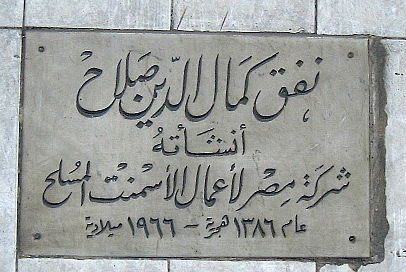 نفق كمال الدين صلاح
أنشأته
شركة مصر لأعمال الأسمنت المسلح
عام ١٣٨٦ هجرية - ١٩٦٦ ميلادية